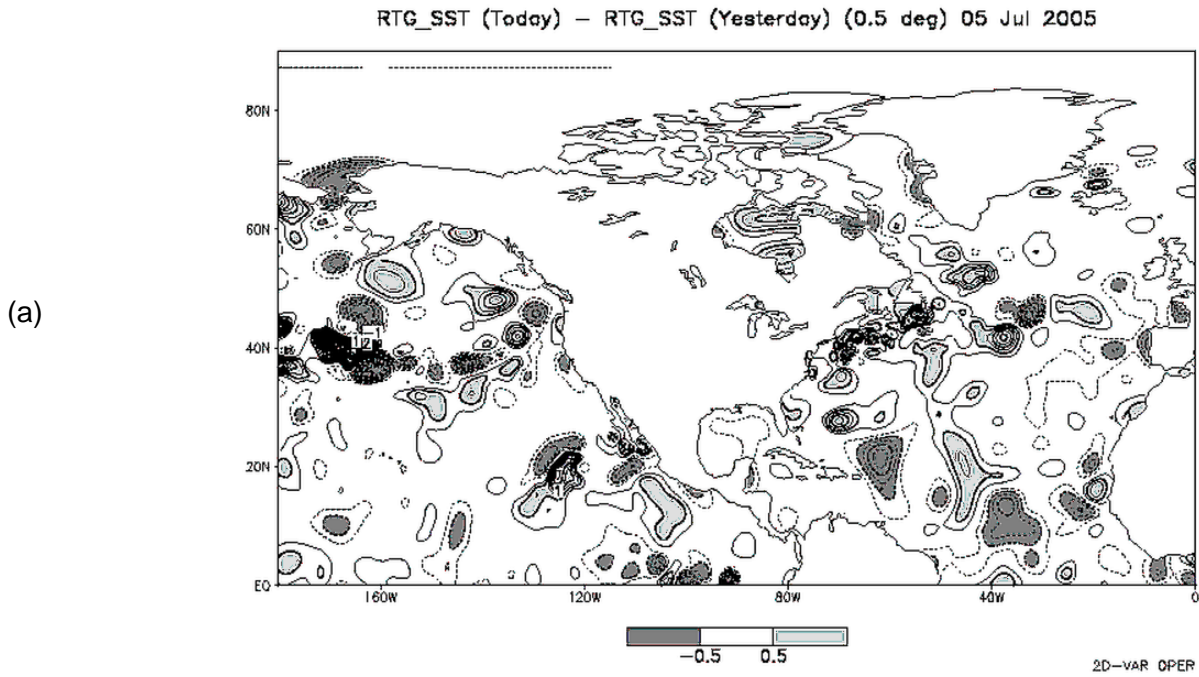 RTG_SST (Today) – RTG_SST (Yesterday) (0.5 deg) 05 Jul 2005
80N
60N
(a)
12
40N
20N
EQ
160W 120W 80W 40W 0
−0.5 0.5
2D−VAR OPER